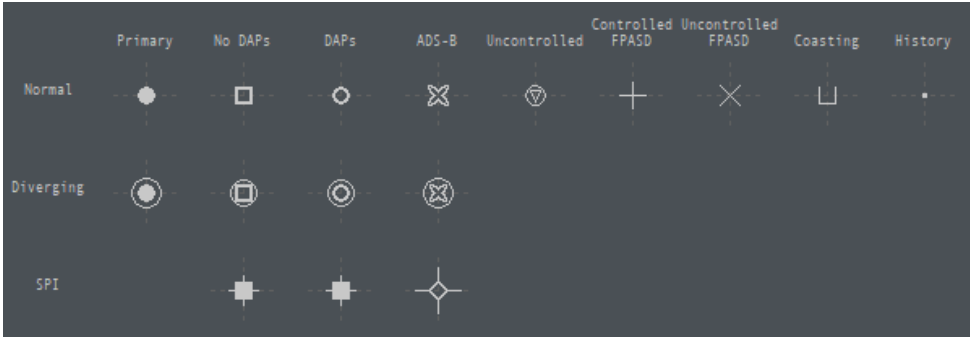 Controlled Uncontrolled
Primary No DAPs DAPs ADS-B Uncontrolled FPASD FPASD Coasting History
Normal
Diverging
SPI